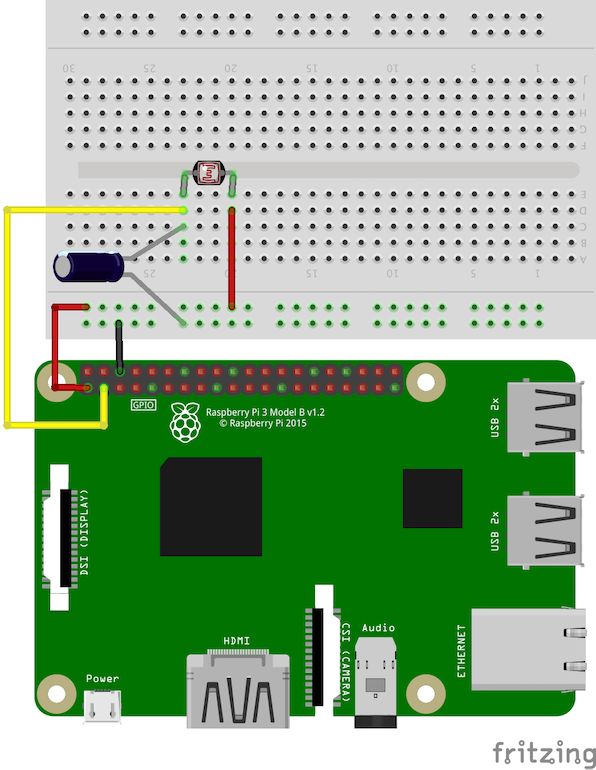 30 25 20 15 10 5 1
J
I
H
G
F
E
D
C
B
A
25 20 15 10 5 1
GPIO
Raspberry Pi 3 Model B v1.2
© Raspberry Pi 2015
USB 2x
USB 2x
DSI (DISPLAY)
CSI (CAMERA)
Audio
ETHERNET
HDMI
Power
fritzing